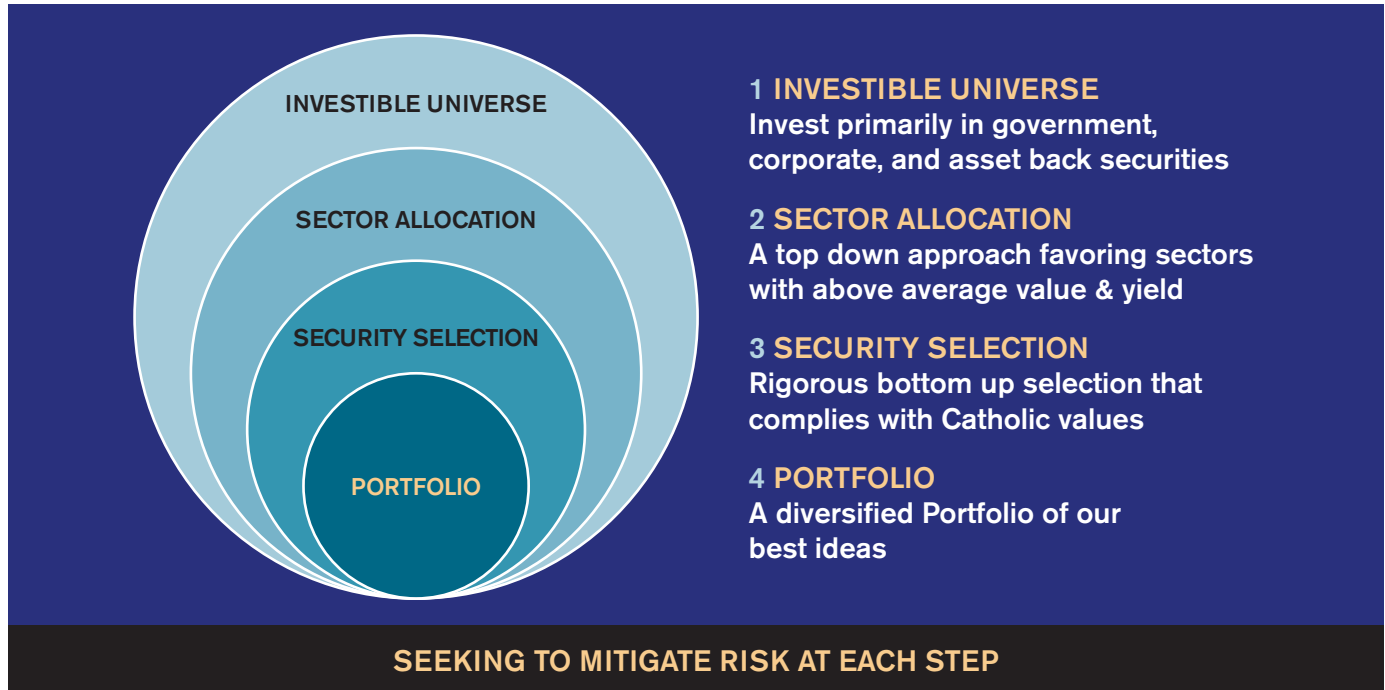 INVESTIBLE UNIVERSE
SECTOR ALLOCATION
SECURITY SELECTION
PORTFOLIO
1 INVESTIBLE UNIVERSE
Invest primarily in government,
corporate, and asset back securities
2 SECTOR ALLOCATION
A top down approach favoring sectors
with above average value & yield
3 SECURITY SELECTION
Rigorous bottom up selection that
complies with Catholic values
4 PORTFOLIO
A diversified Portfolio of our
best ideas
SEEKING TO MITIGATE RISK AT EACH STEP